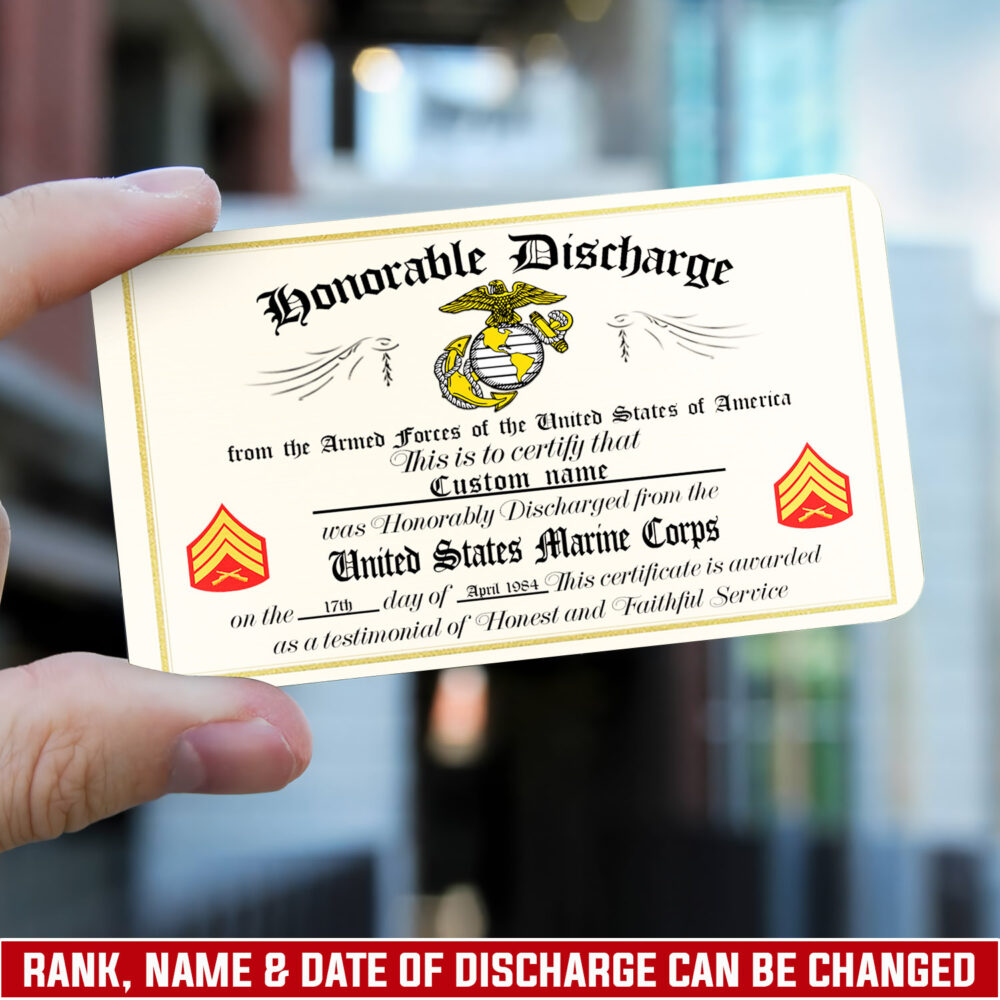 Honorable Discharge
from the Armed Forces of the United States of America
This is to certify that
Custom name
was Honorably Discharged from the
United States Marine Corps
on the 17th day of April 1984 This certificate is awarded
as a testimonial of Honest and Faithful Service
RANK, NAME & DATE OF DISCHARGE CAN BE CHANGED